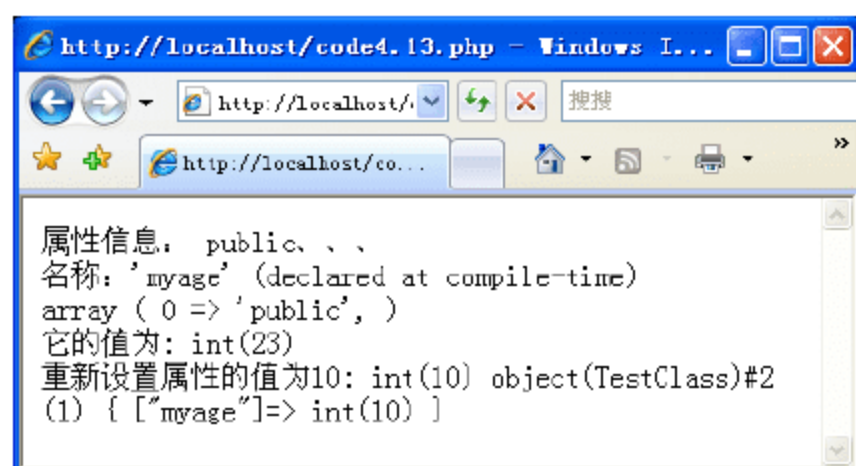 http://localhost/code4.13.php - Windows I...
http://localhost/
搜搜
http://localhost/co...
»
属性信息: public、、、
名称:'myage' (declared at compile-time)
array ( 0 => 'public', )
它的值为: int(23)
重新设置属性的值为10: int(10) object(TestClass)#2
(1) { ["myage"]=> int(10) }